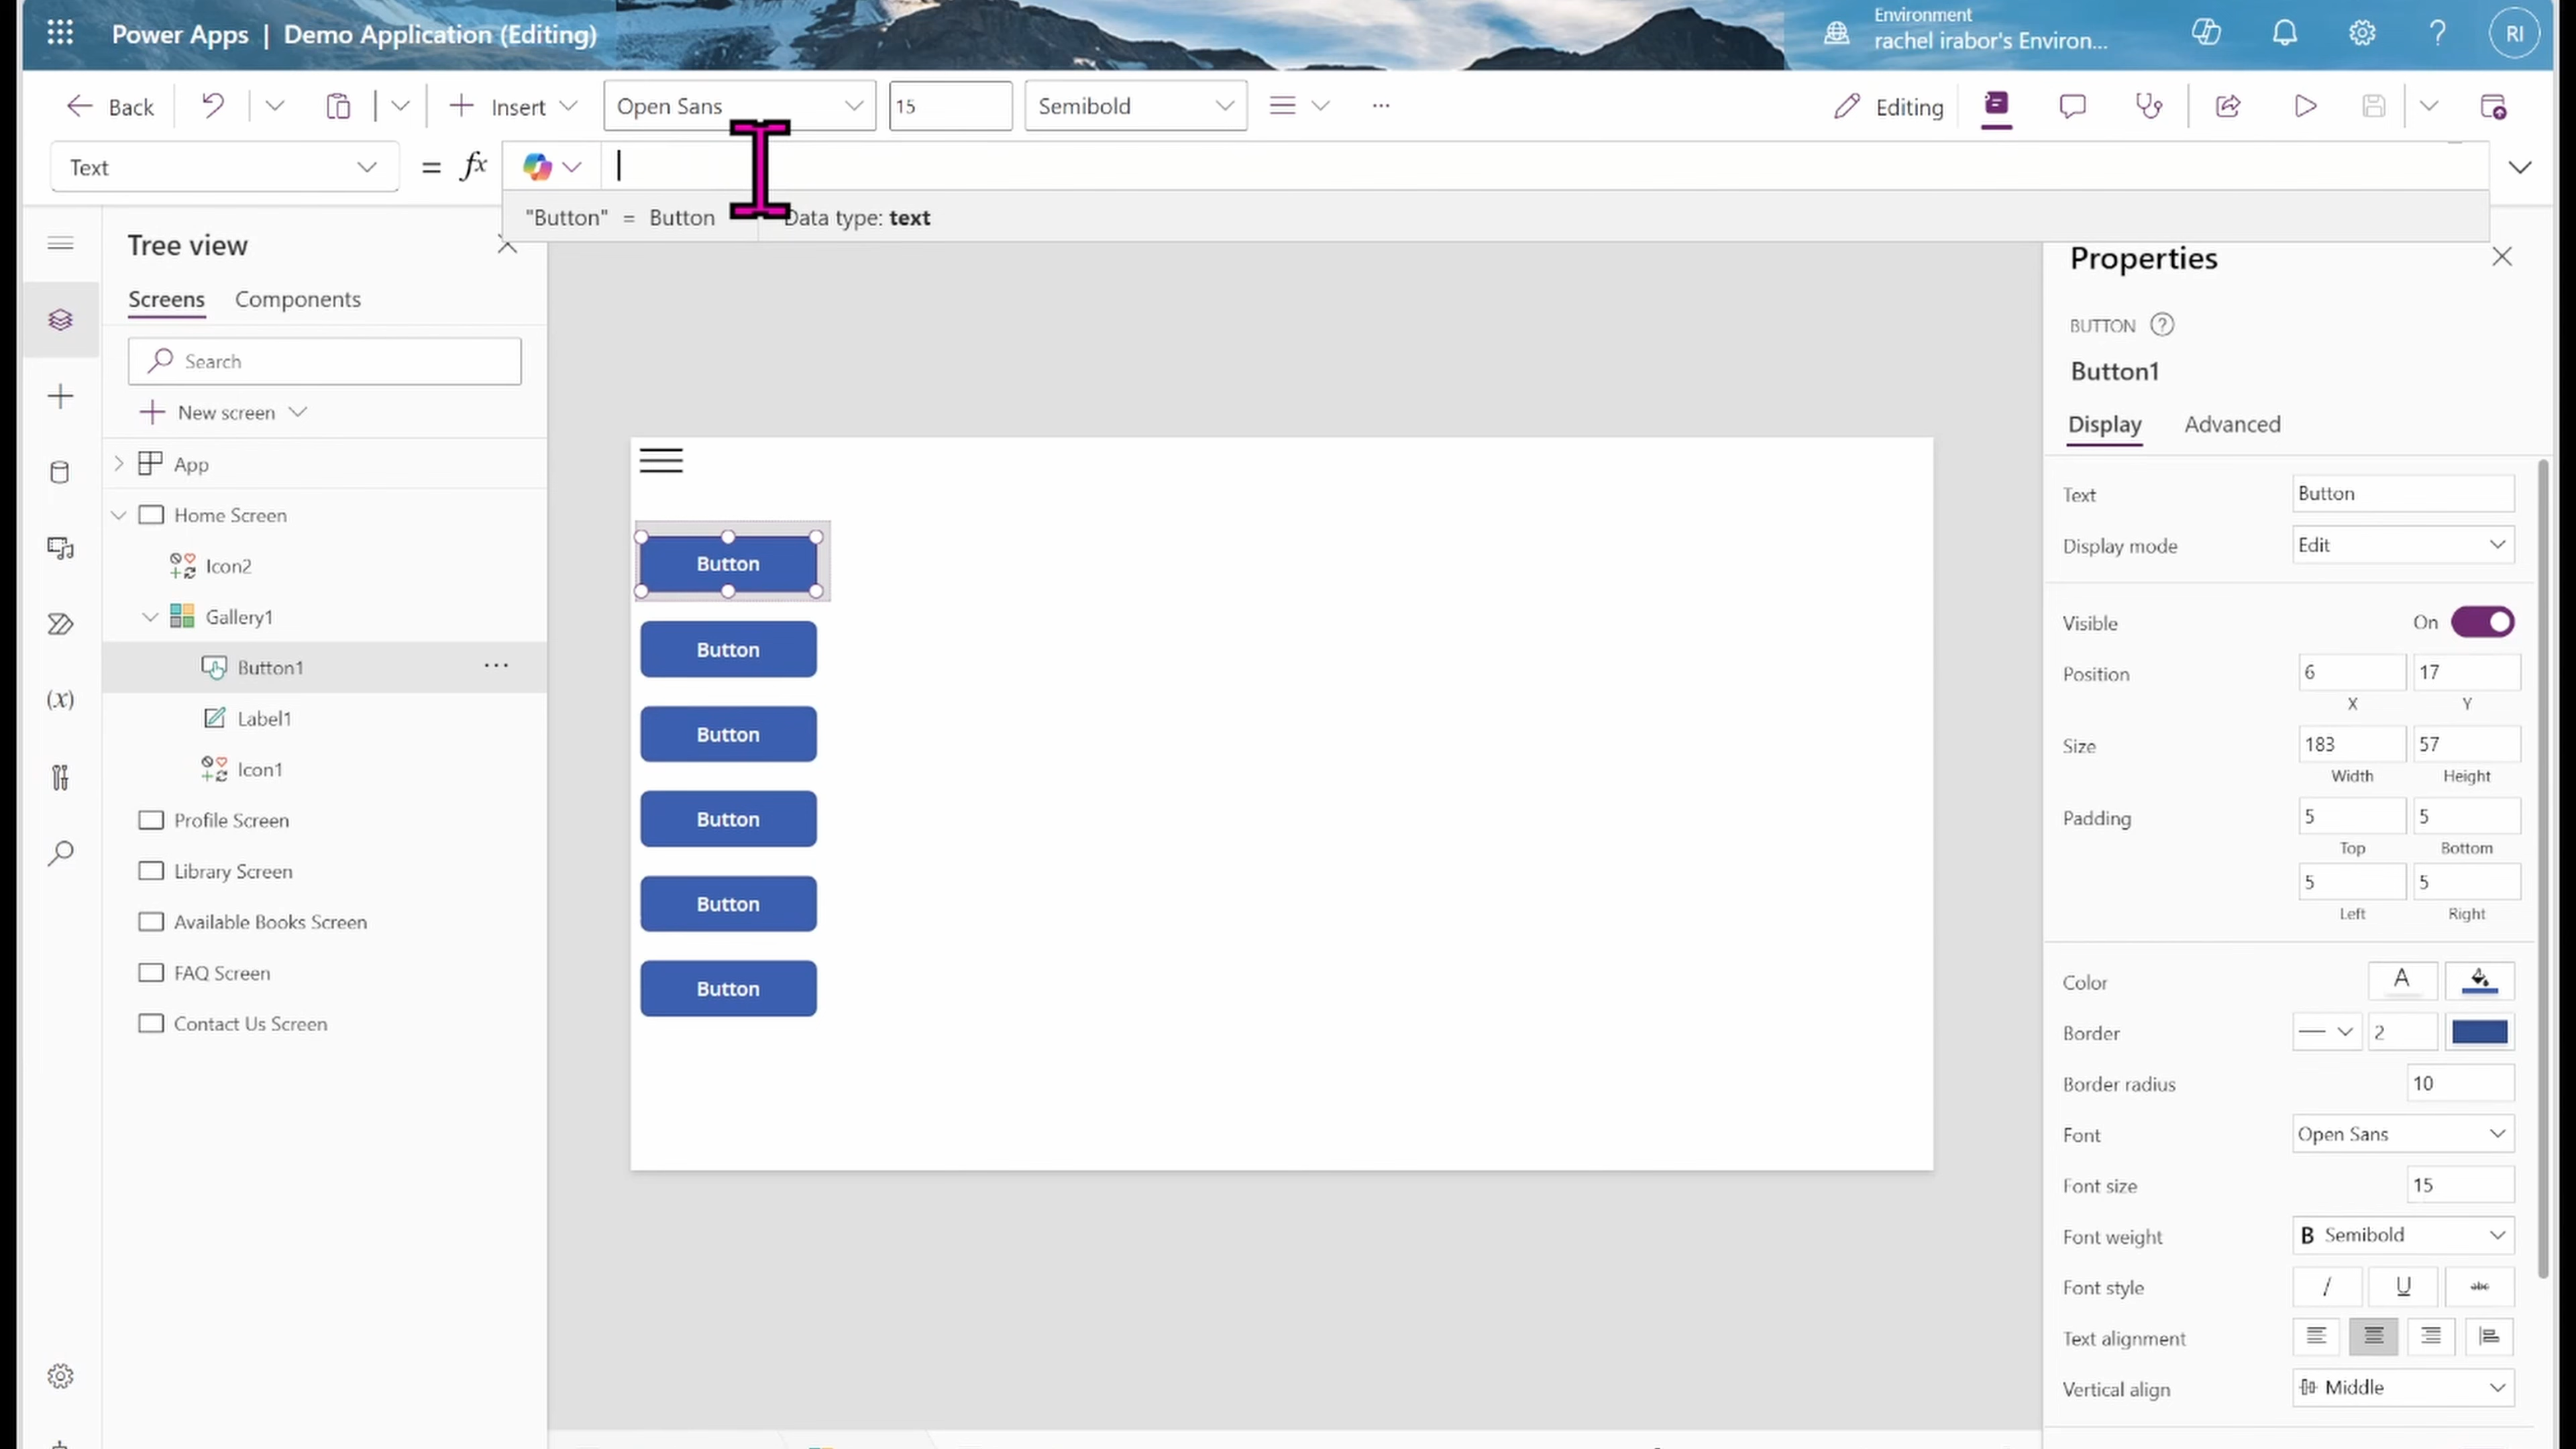 Power Apps | Demo Application (Editing)
Environment
rachel irabor's Environ...
RI
Back
Insert
Open Sans
15
Semibold
...
Editing
Text
= fx
"Button" = Button
Data type: text
Tree view
Screens
Components
Search
New screen
App
Home Screen
Icon2
Gallery1
Button1
...
Label1
Icon1
Profile Screen
Library Screen
Available Books Screen
FAQ Screen
Contact Us Screen
(x)
Button
Button
Button
Button
Button
Button
Properties
BUTTON
Button1
Display
Advanced
Text
Button
Display mode
Edit
Visible
On
Position
6
17
X
Y
Size
183
57
Width
Height
Padding
5
5
Top
Bottom
5
5
Left
Right
Color
A
Border
2
Border radius
10
Font
Open Sans
Font size
15
Font weight
B Semibold
Font style
/
U
abc
Text alignment
Vertical align
Middle